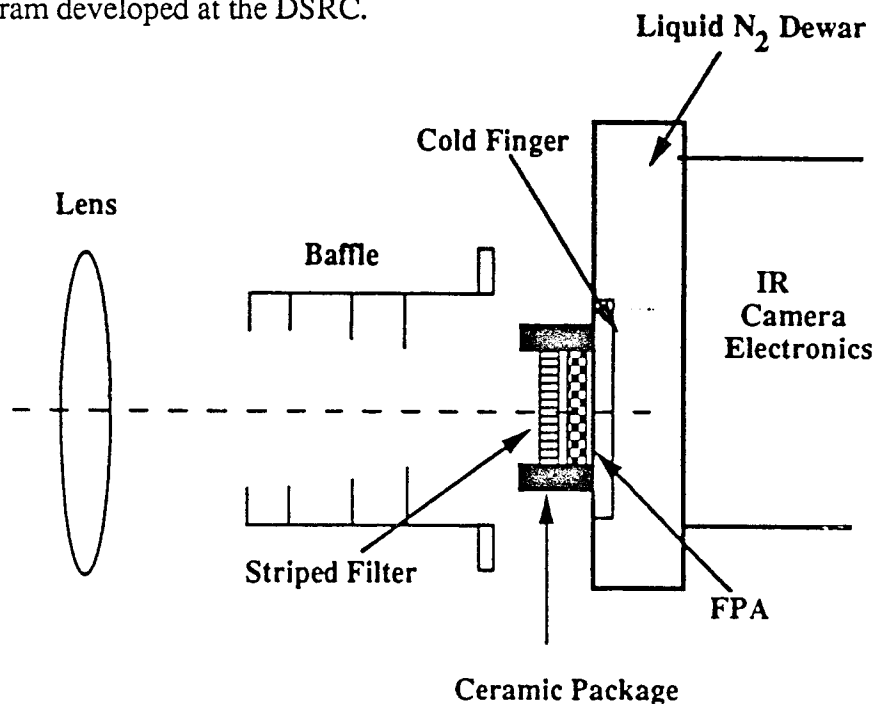 ram developed at the DSRC.
Liquid N2 Dewar
Cold Finger
Lens
Baffle
IR
Camera
Electronics
Striped Filter
FPA
Ceramic Package